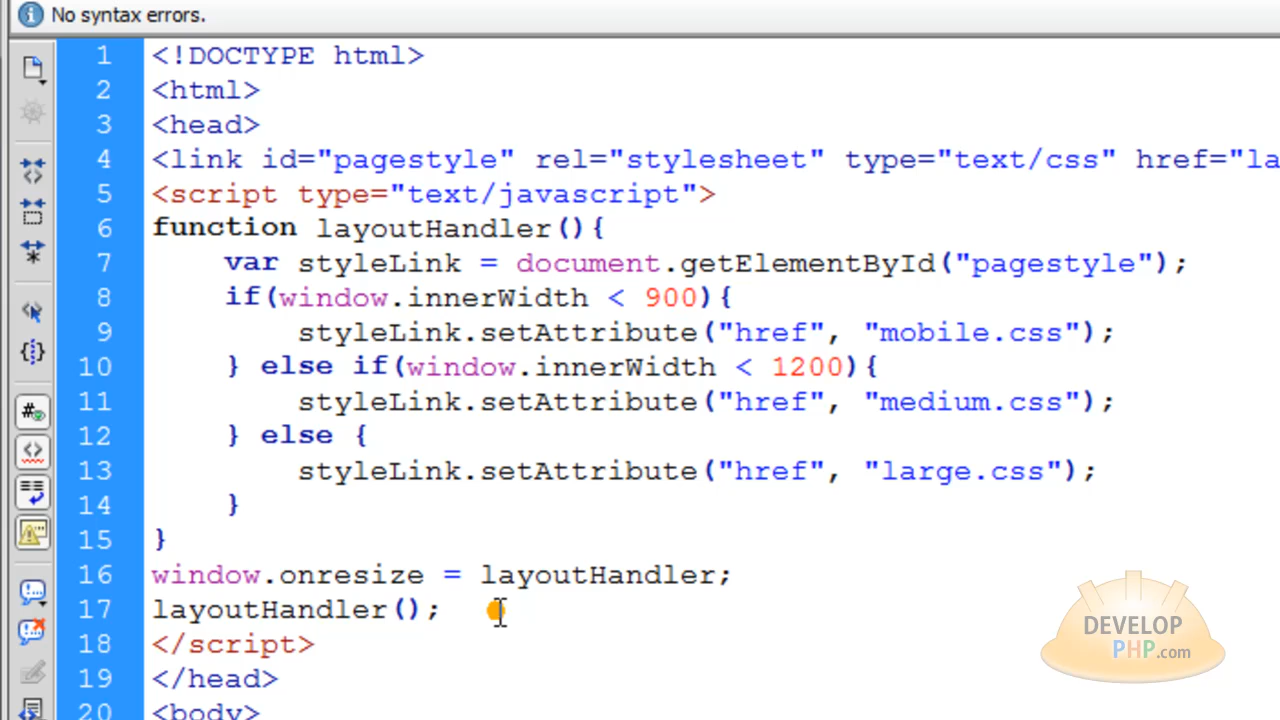 No syntax errors.
1 <!DOCTYPE html>
2 <html>
3 <head>
4 <link id="pagestyle" rel="stylesheet" type="text/css" href="la
5 <script type="text/javascript">
6 function layoutHandler(){
7 var styleLink = document.getElementById("pagestyle");
8 if(window.innerWidth < 900){
9 styleLink.setAttribute("href", "mobile.css");
10 } else if(window.innerWidth < 1200){
11 styleLink.setAttribute("href", "medium.css");
12 } else {
13 styleLink.setAttribute("href", "large.css");
14 }
15 }
16 window.onresize = layoutHandler;
17 layoutHandler();
18 </script>
19 </head>
20 <body>
DEVELOP
PHP.com